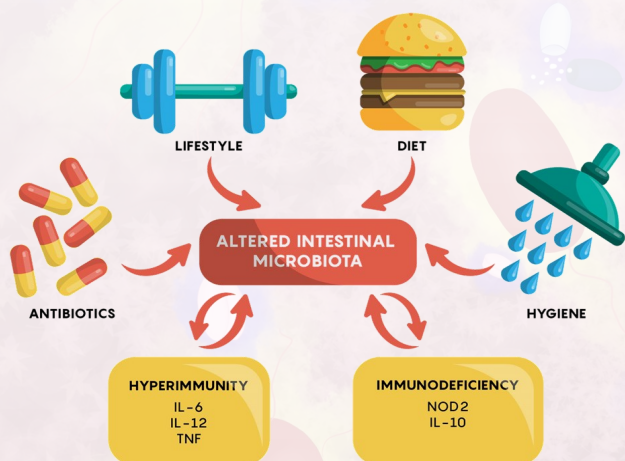 LIFESTYLE
DIET
ALTERED INTESTINAL
MICROBIOTA
ANTIBIOTICS
HYGIENE
HYPERIMMUNITY
IL-6
IL-12
TNF
IMMUNODEFICIENCY
NOD2
IL-10